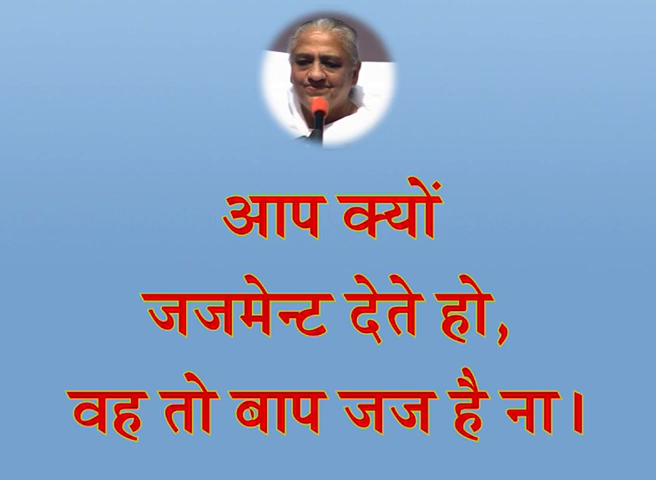 आप क्यों
जजमेन्ट देते हो,
वह तो बाप जज है ना।